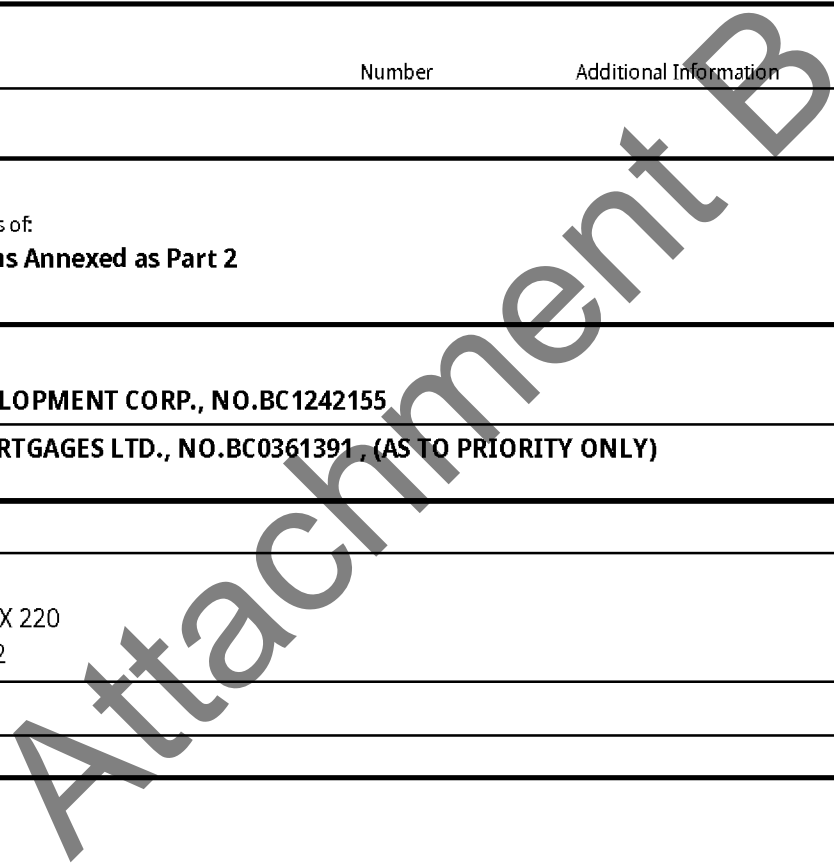 Number Additional Information
s of:
ns Annexed as Part 2
LOPMENT CORP., NO.BC1242155
RTGAGES LTD., NO.BC0361391 , (AS TO PRIORITY ONLY)
X 220
2
Attachment B